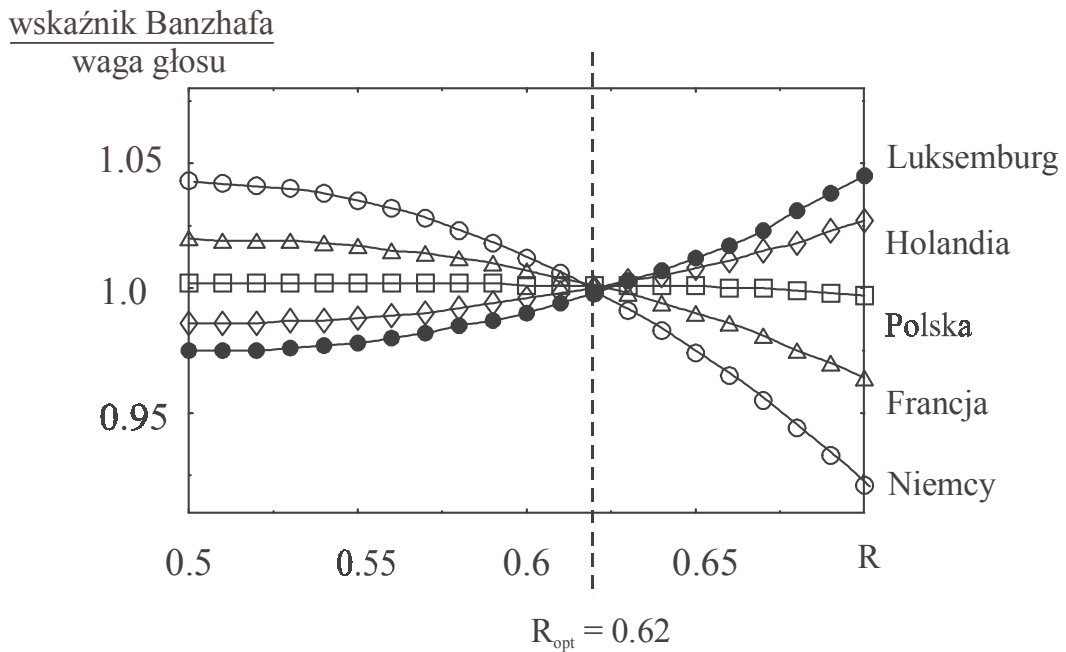 wskaźnik Banzhafa
waga głosu
1.05
1.0
0.95
Luksemburg
Holandia
Polska
Francja
Niemcy
0.5 0.55 0.6 0.65 R
R_opt = 0.62